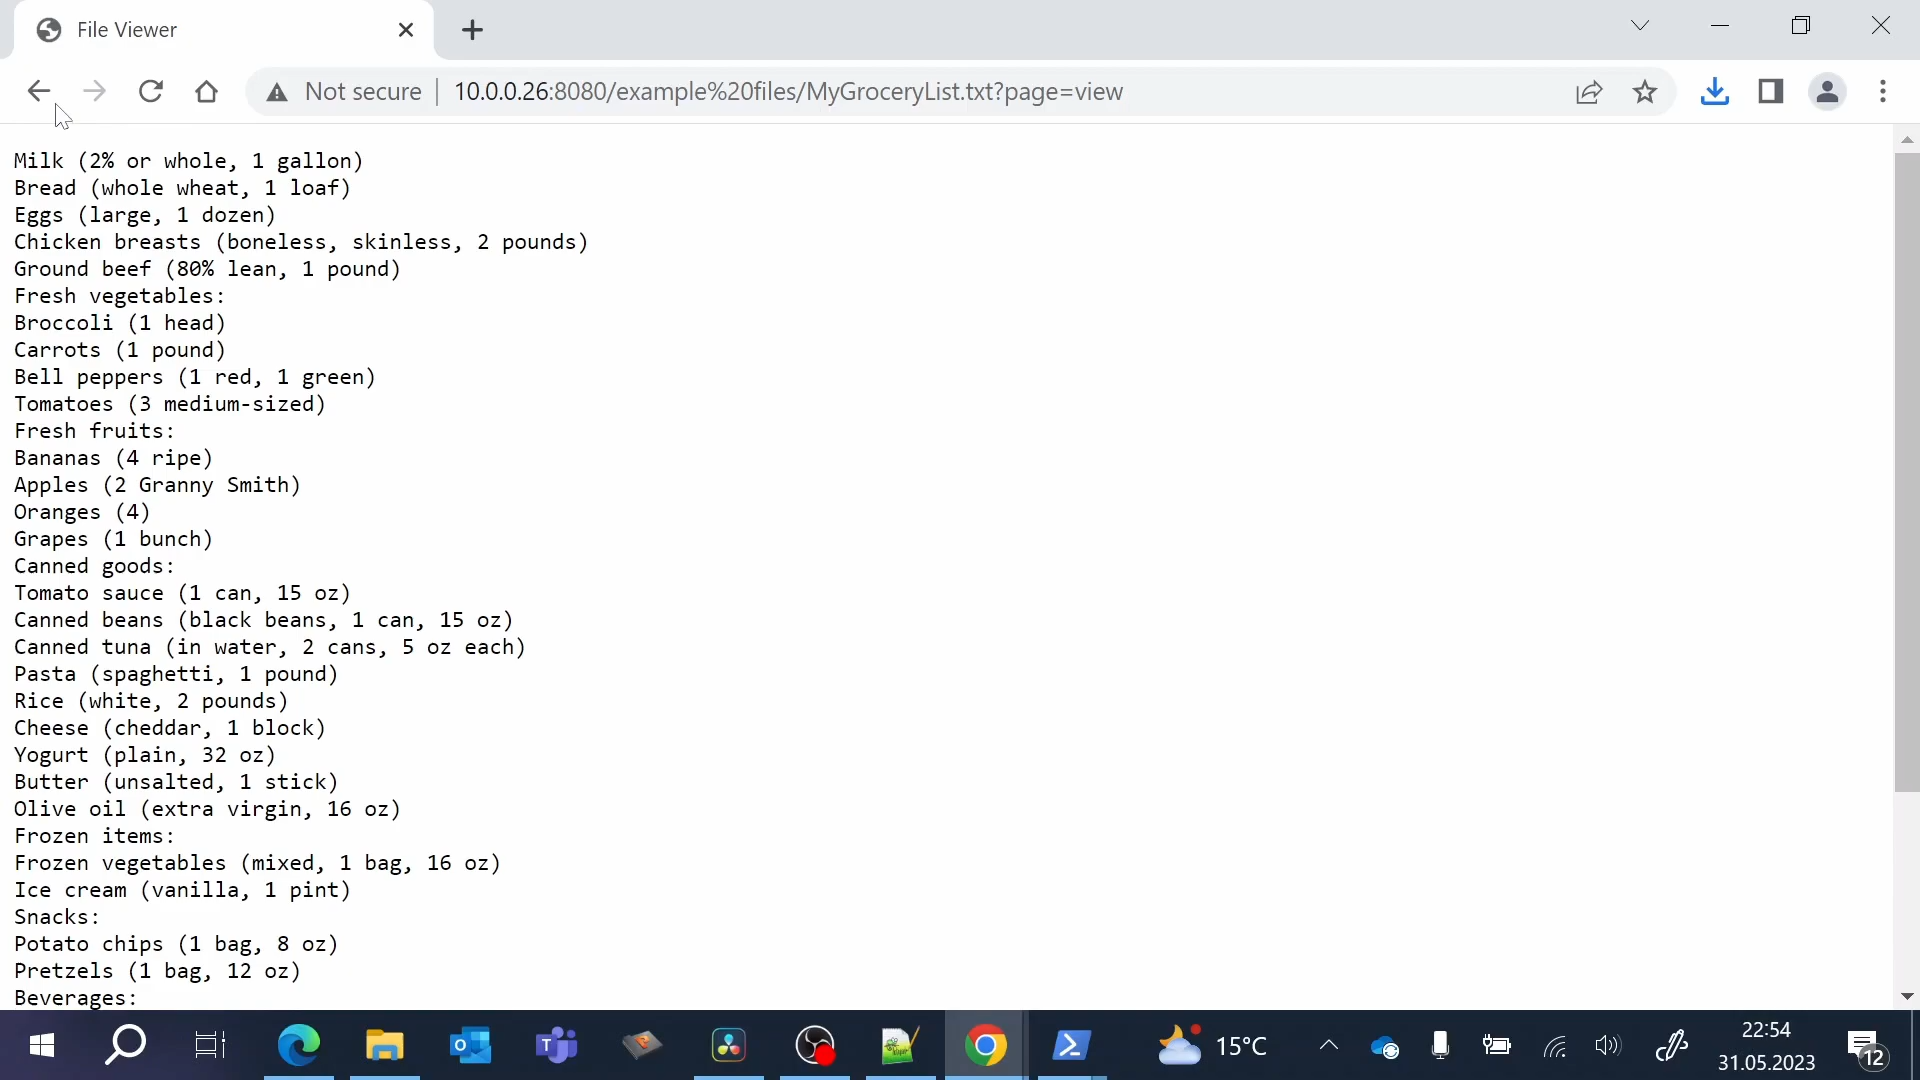 File Viewer
Not secure
10.0.0.26:8080/example%20files/MyGroceryList.txt?page=view
Milk (2% or whole, 1 gallon)
Bread (whole wheat, 1 loaf)
Eggs (large, 1 dozen)
Chicken breasts (boneless, skinless, 2 pounds)
Ground beef (80% lean, 1 pound)
Fresh vegetables:
Broccoli (1 head)
Carrots (1 pound)
Bell peppers (1 red, 1 green)
Tomatoes (3 medium-sized)
Fresh fruits:
Bananas (4 ripe)
Apples (2 Granny Smith)
Oranges (4)
Grapes (1 bunch)
Canned goods:
Tomato sauce (1 can, 15 oz)
Canned beans (black beans, 1 can, 15 oz)
Canned tuna (in water, 2 cans, 5 oz each)
Pasta (spaghetti, 1 pound)
Rice (white, 2 pounds)
Cheese (cheddar, 1 block)
Yogurt (plain, 32 oz)
Butter (unsalted, 1 stick)
Olive oil (extra virgin, 16 oz)
Frozen items:
Frozen vegetables (mixed, 1 bag, 16 oz)
Ice cream (vanilla, 1 pint)
Snacks:
Potato chips (1 bag, 8 oz)
Pretzels (1 bag, 12 oz)
Beverages:
15°C
22:54
31.05.2023
12